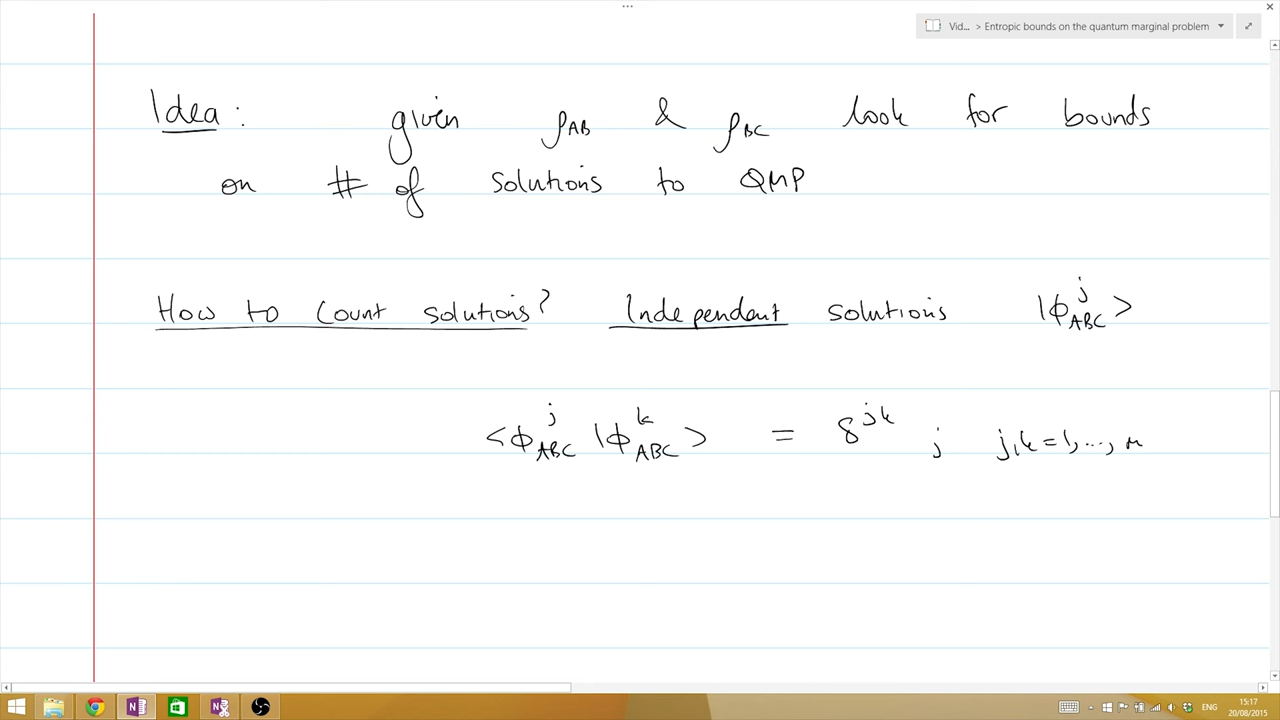 Vid... > Entropic bounds on the quantum marginal problem
Idea: given ρAB & ρBC look for bounds
on # of solutions to QMP
How to count solutions? Independent solutions |ϕ^j_ABC>
<ϕ^j_ABC|ϕ^k_ABC> = δ^jk ; j,k=1,...,n
ENG
15:17
20/08/2015